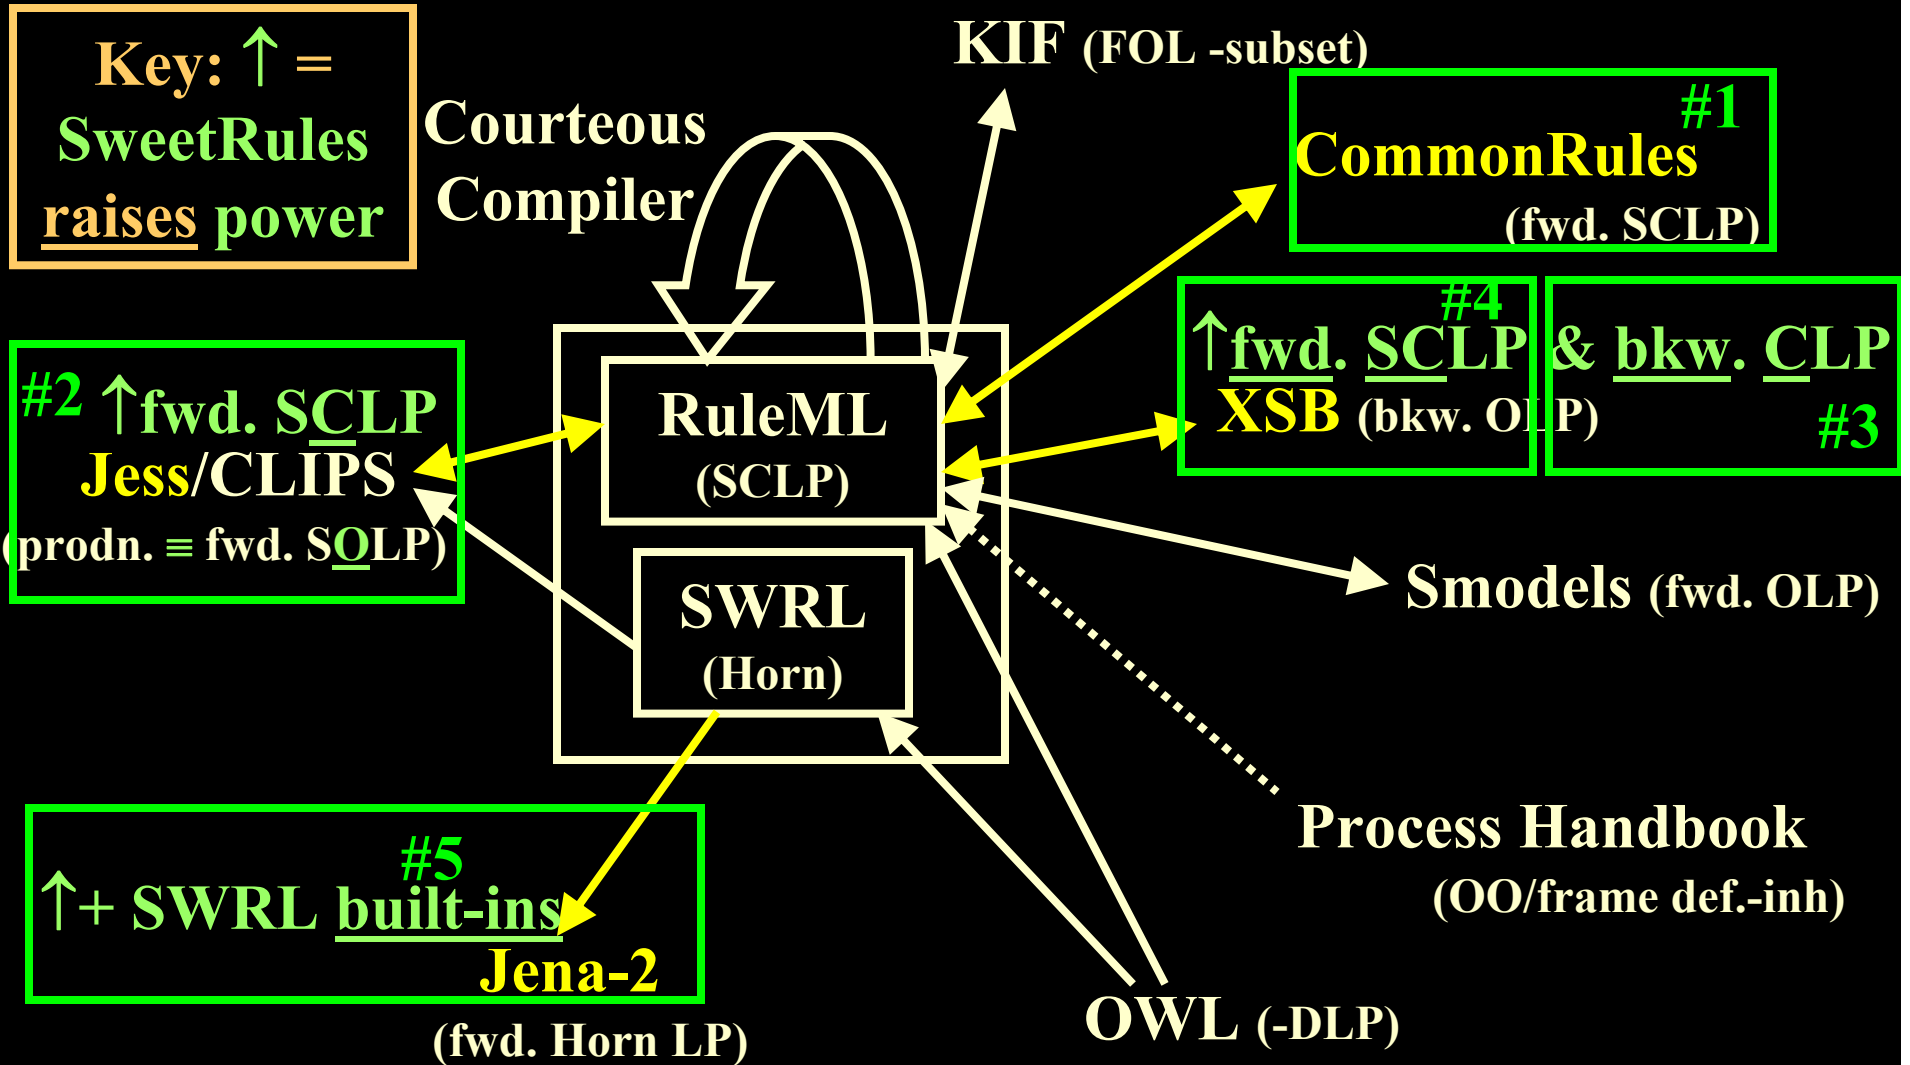 Key: ↑ =
SweetRules
raises power
Courteous
Compiler
KIF (FOL -subset)
#1
CommonRules
(fwd. SCLP)
#4
↑fwd. SCLP & bkw. CLP
XSB (bkw. OLP)
#3
#2 ↑fwd. SCLP
Jess/CLIPS
(prodn. ≡ fwd. SOLP)
RuleML
(SCLP)
SWRL
(Horn)
Smodels (fwd. OLP)
Process Handbook
(OO/frame def.-inh)
#5
↑+ SWRL built-ins
Jena-2
(fwd. Horn LP)
OWL (-DLP)